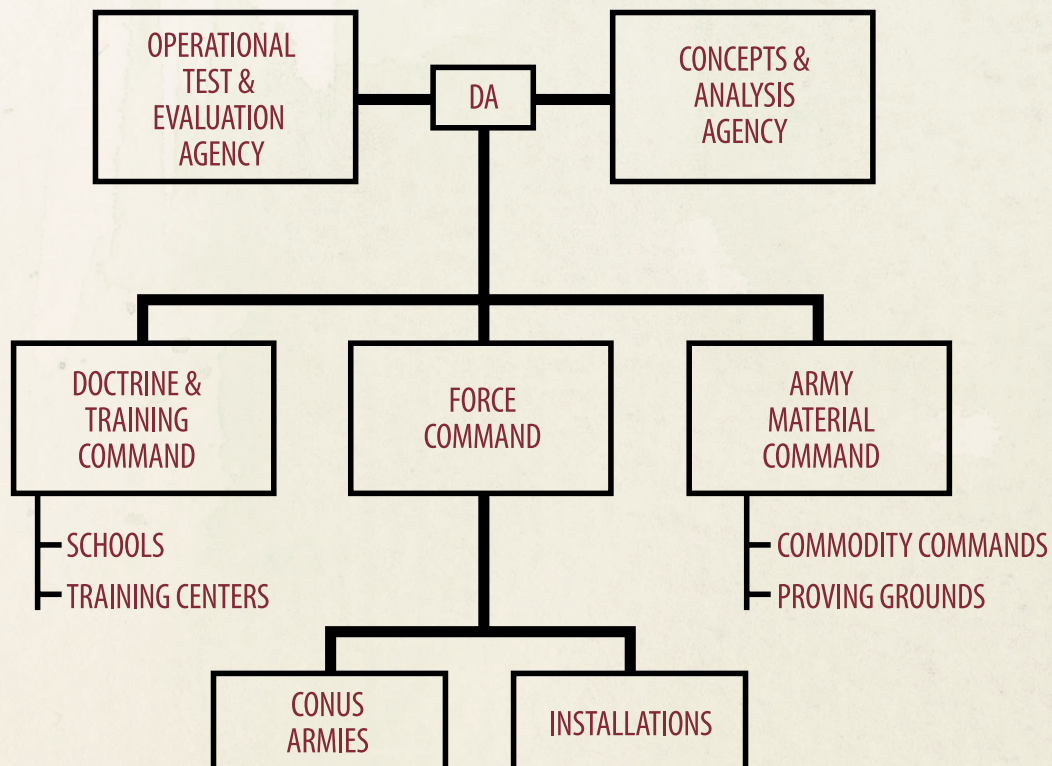 OPERATIONAL
TEST &
EVALUATION
AGENCY
DA
CONCEPTS &
ANALYSIS
AGENCY
DOCTRINE &
TRAINING
COMMAND
FORCE
COMMAND
ARMY
MATERIAL
COMMAND
SCHOOLS
TRAINING CENTERS
COMMODITY COMMANDS
PROVING GROUNDS
CONUS
ARMIES
INSTALLATIONS